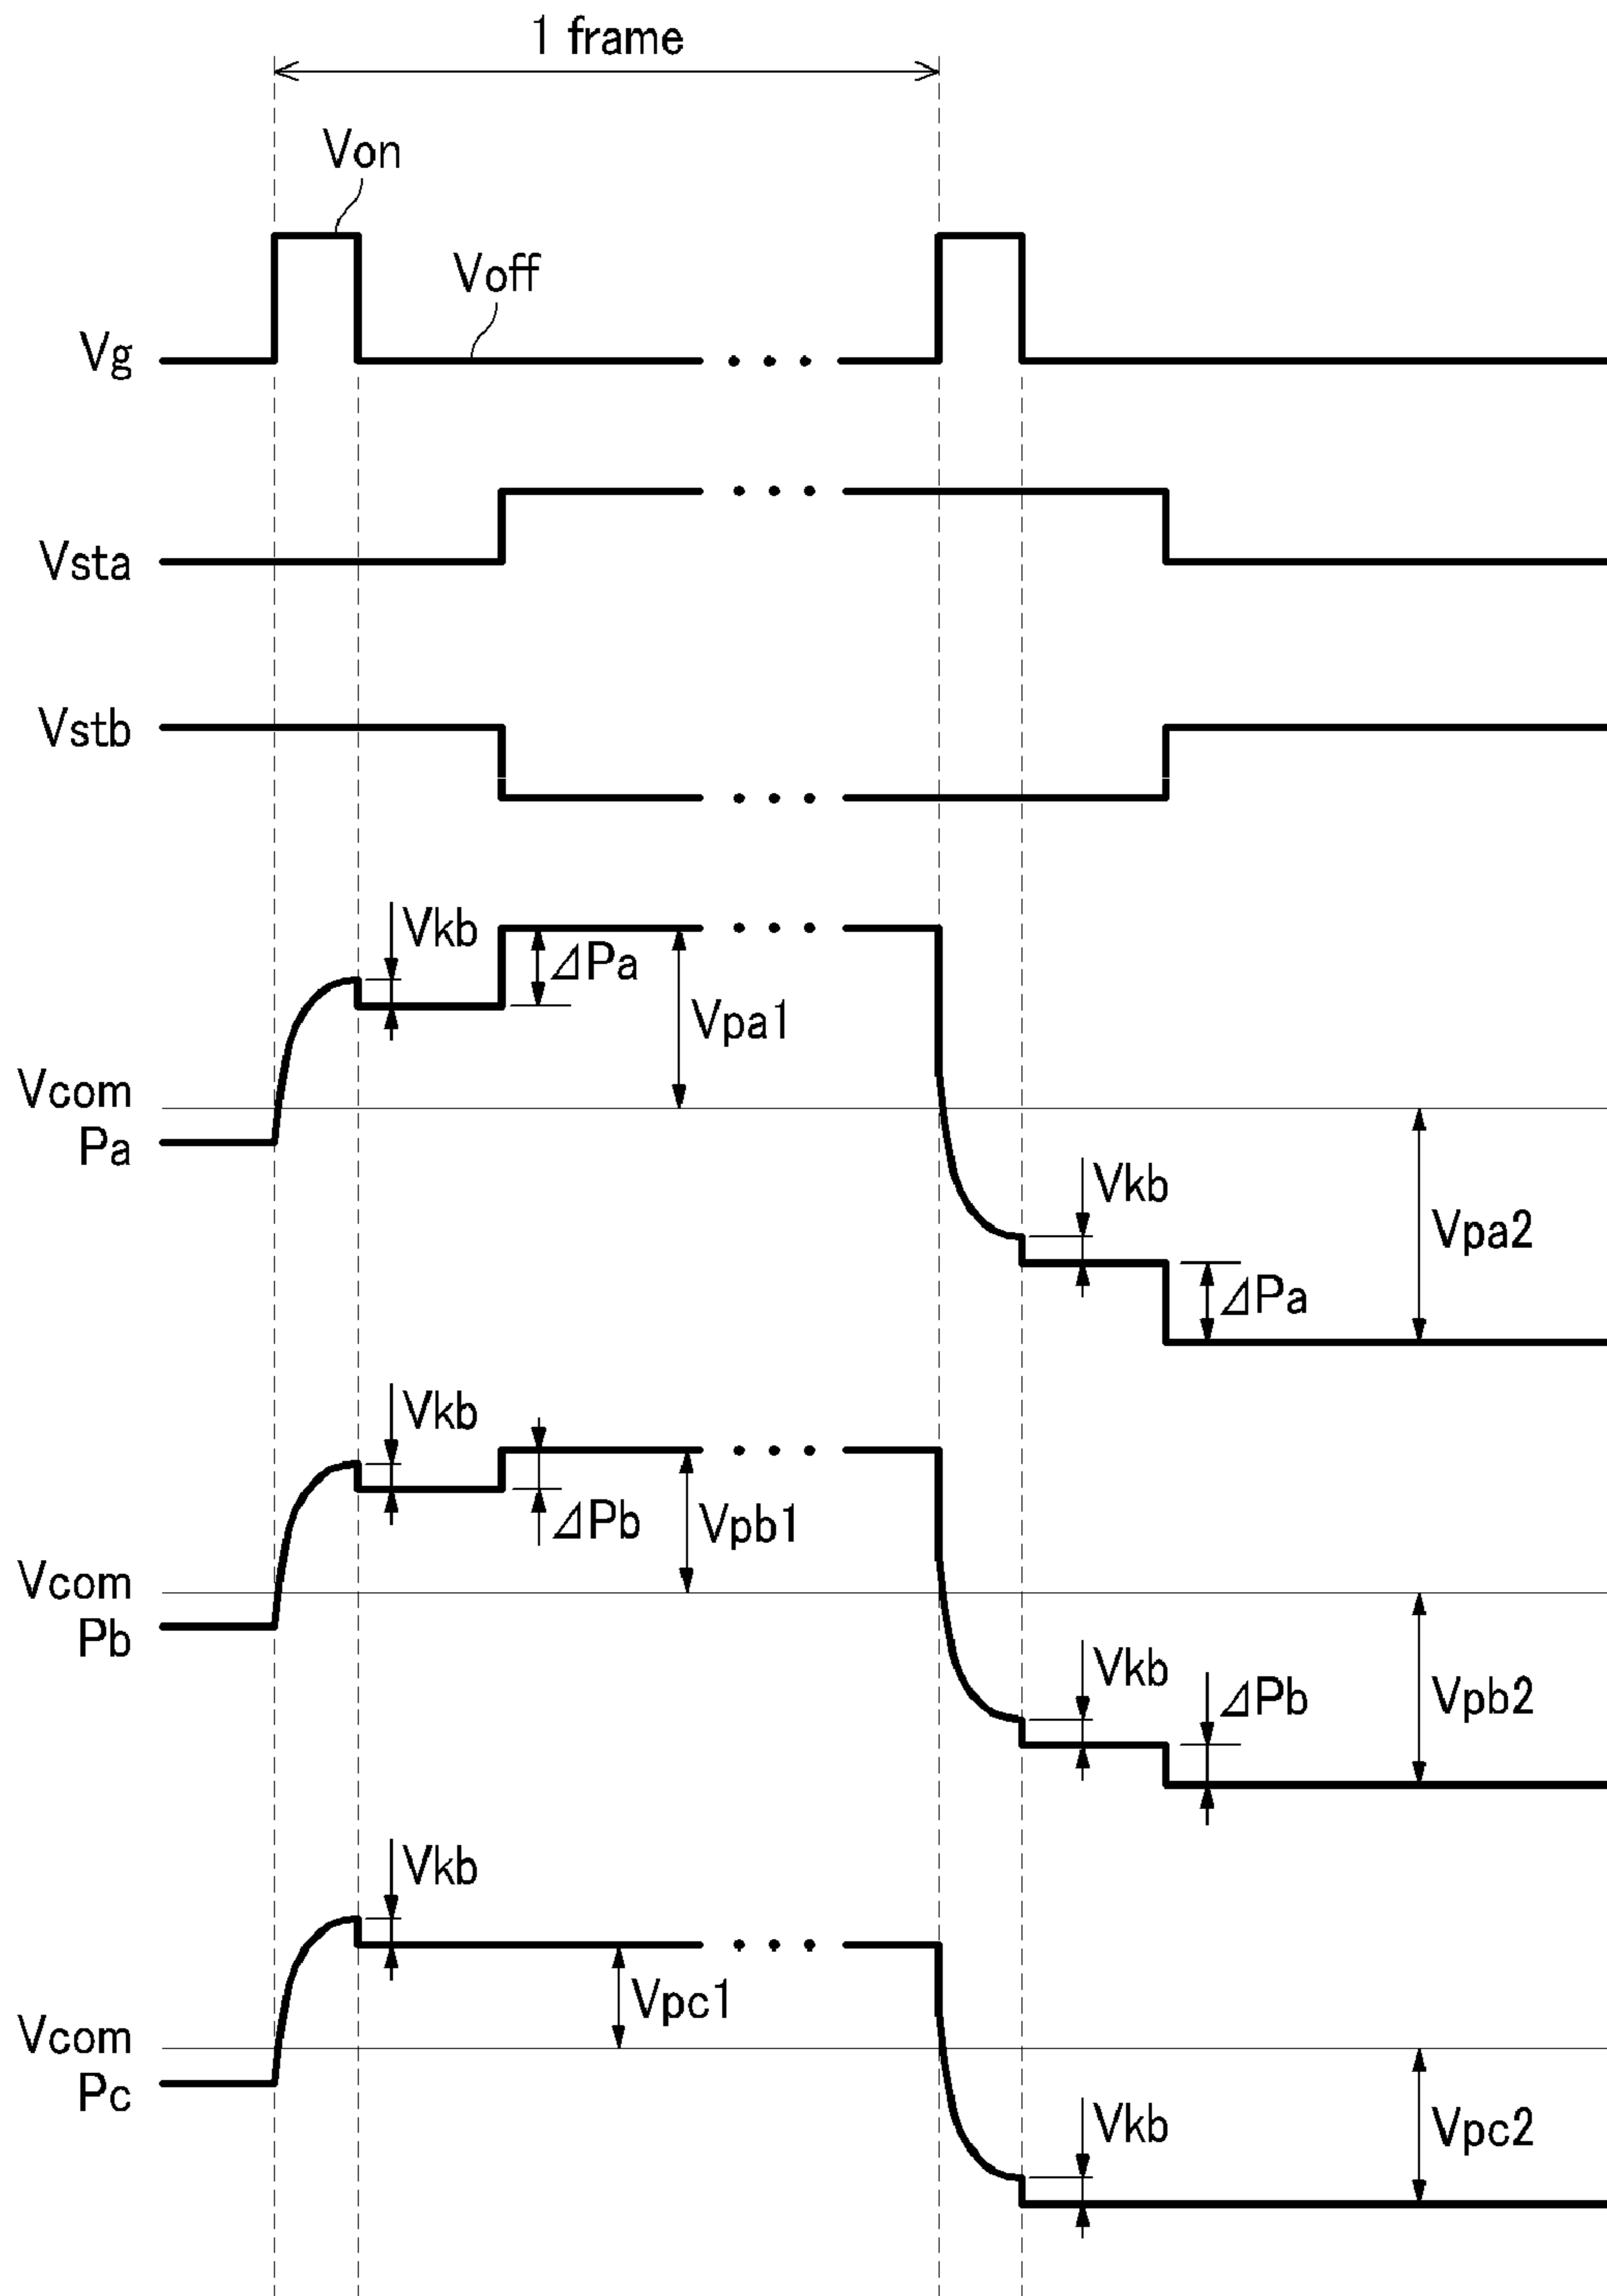 1 frame
Von
Voff
Vg
Vsta
Vstb
Vkb
⊿Pa
Vpa1
Vcom
Pa
Vkb
Vpa2
⊿Pa
Vkb
⊿Pb
Vpb1
Vcom
Pb
Vkb
⊿Pb
Vpb2
Vkb
Vpc1
Vcom
Pc
Vkb
Vpc2